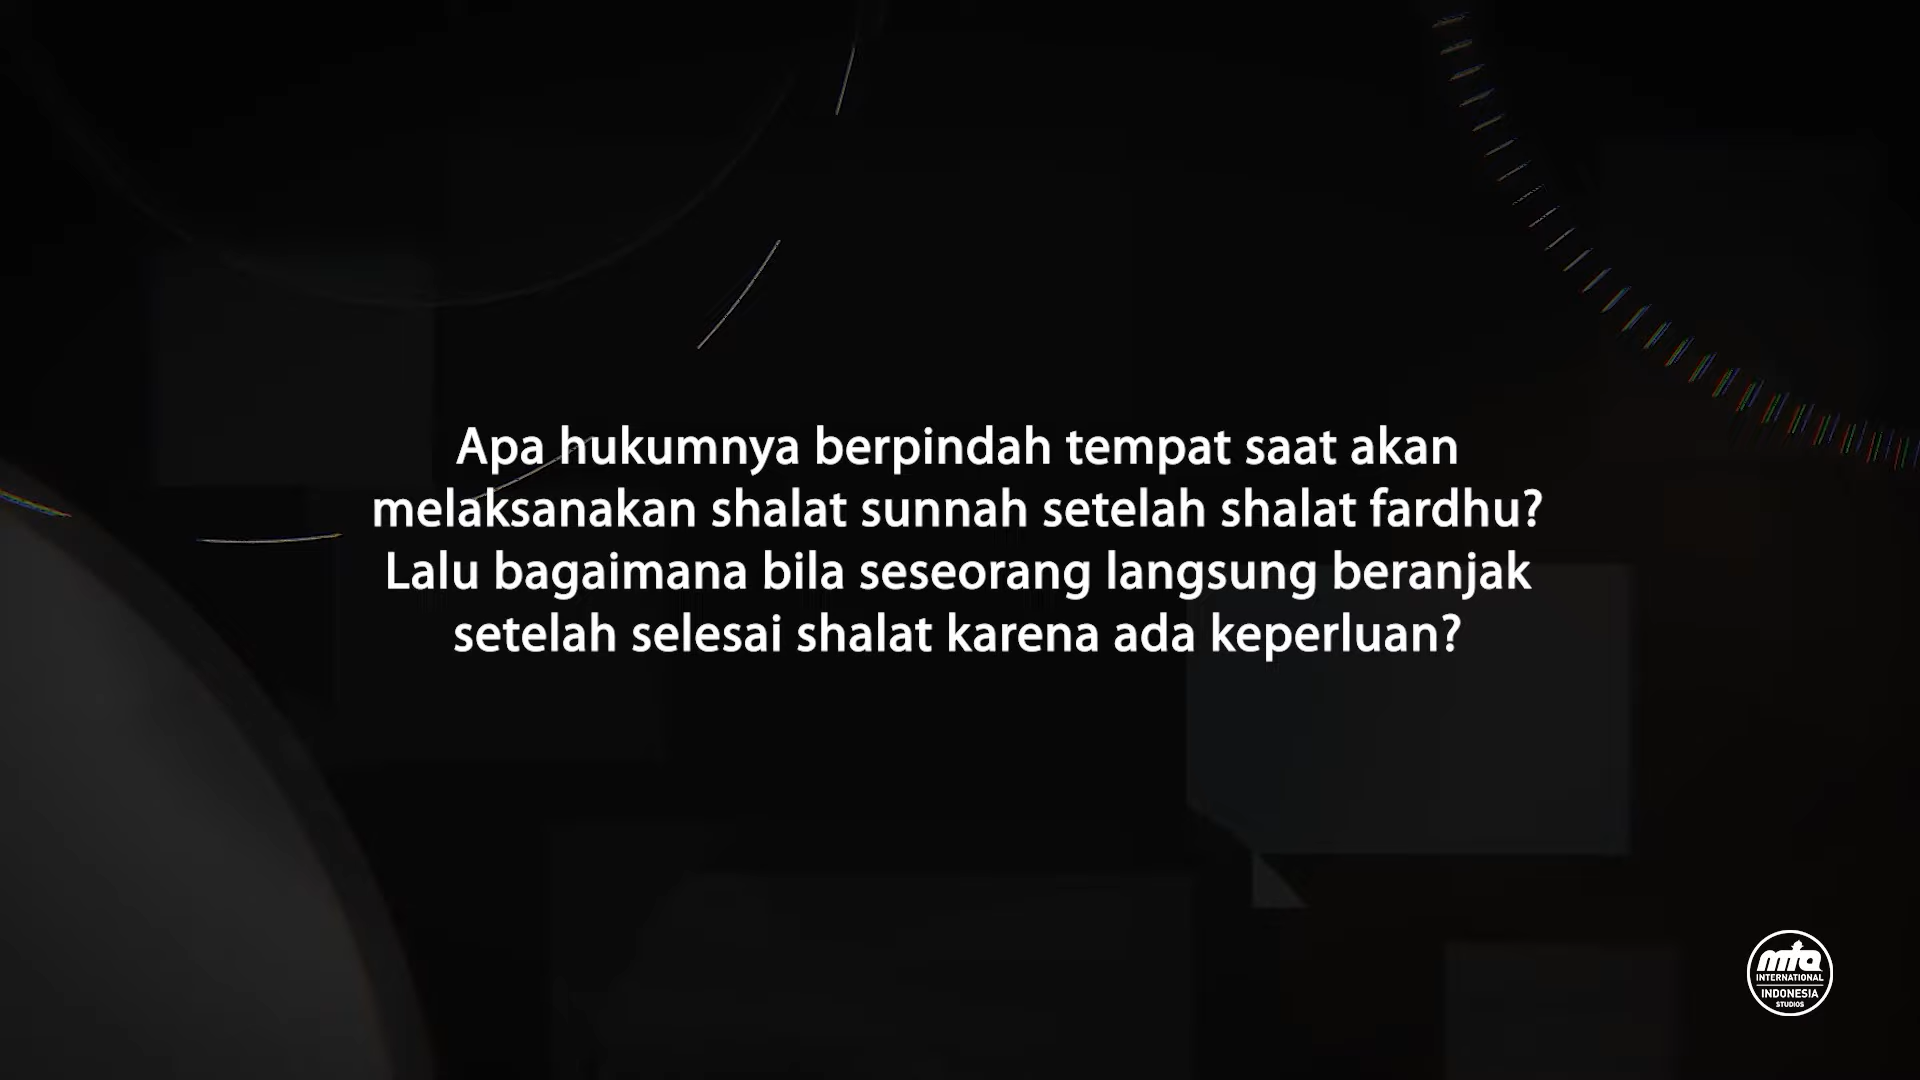 Apa hukumnya berpindah tempat saat akan
melaksanakan shalat sunnah setelah shalat fardhu?
Lalu bagaimana bila seseorang langsung beranjak
setelah selesai shalat karena ada keperluan?
mta
INTERNATIONAL
INDONESIA
STUDIOS